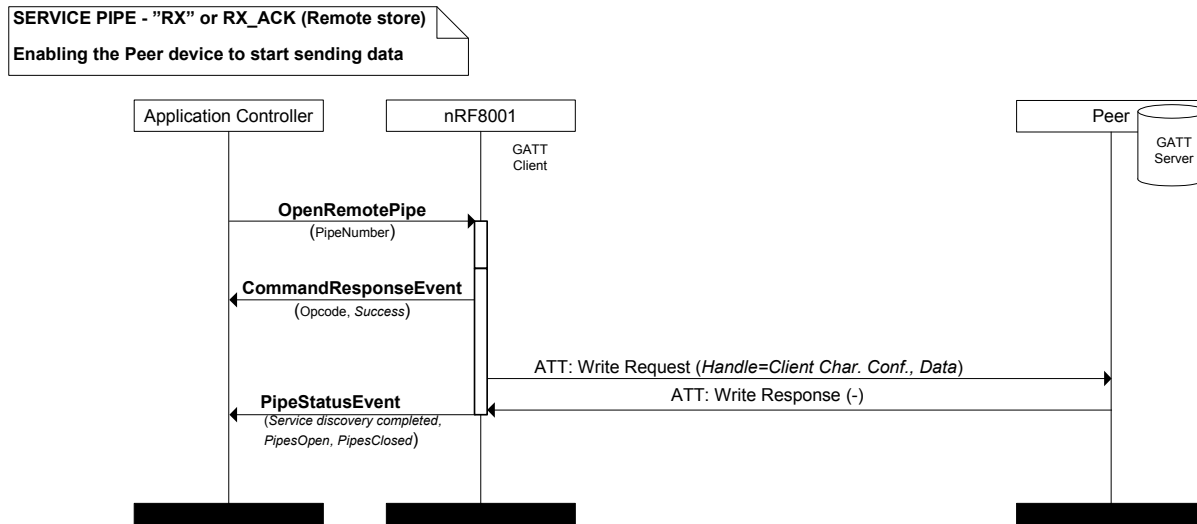 SERVICE PIPE - ”RX” or RX_ACK (Remote store)
Enabling the Peer device to start sending data
Application Controller
nRF8001
Peer
GATT
Client
GATT
Server
OpenRemotePipe
(PipeNumber)
CommandResponseEvent
(Opcode, Success)
ATT: Write Request (Handle=Client Char. Conf., Data)
ATT: Write Response (-)
PipeStatusEvent
(Service discovery completed,
PipesOpen, PipesClosed)